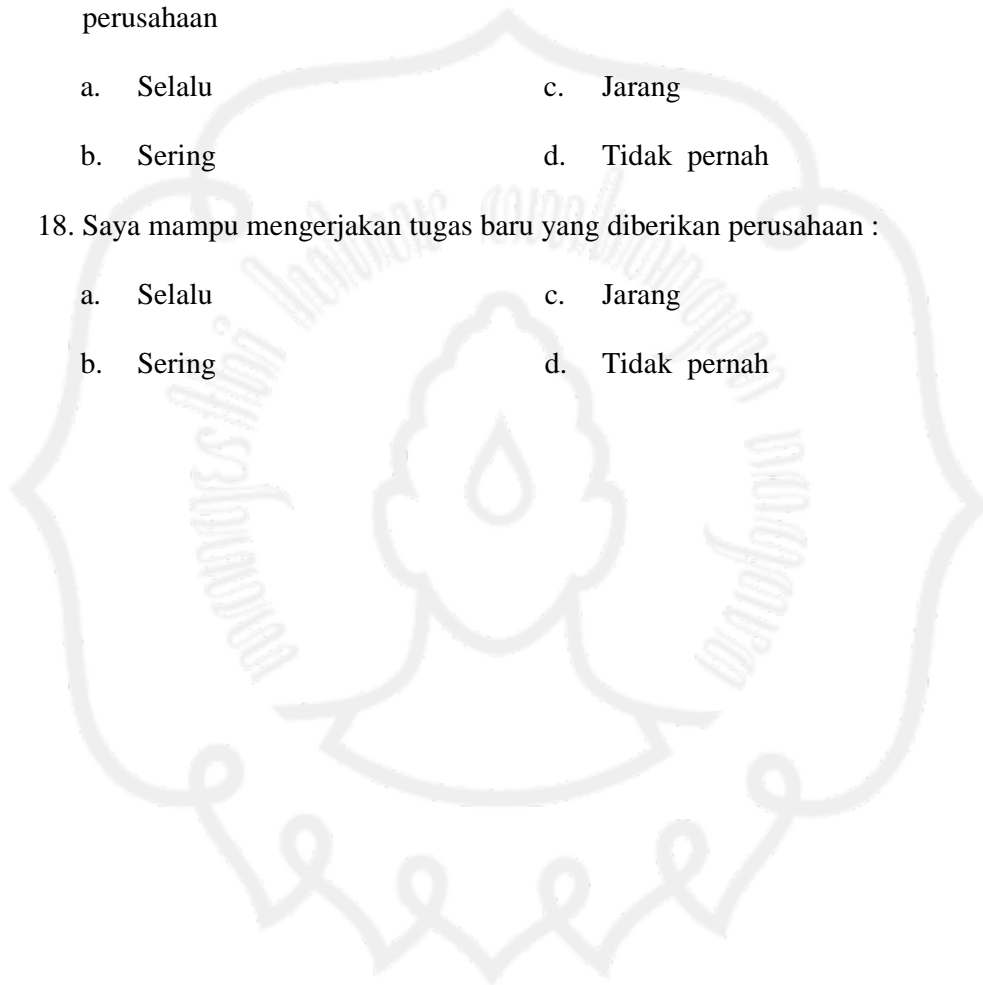 perusahaan
a. Selalu c. Jarang
b. Sering d. Tidak pernah
18. Saya mampu mengerjakan tugas baru yang diberikan perusahaan :
a. Selalu c. Jarang
b. Sering d. Tidak pernah